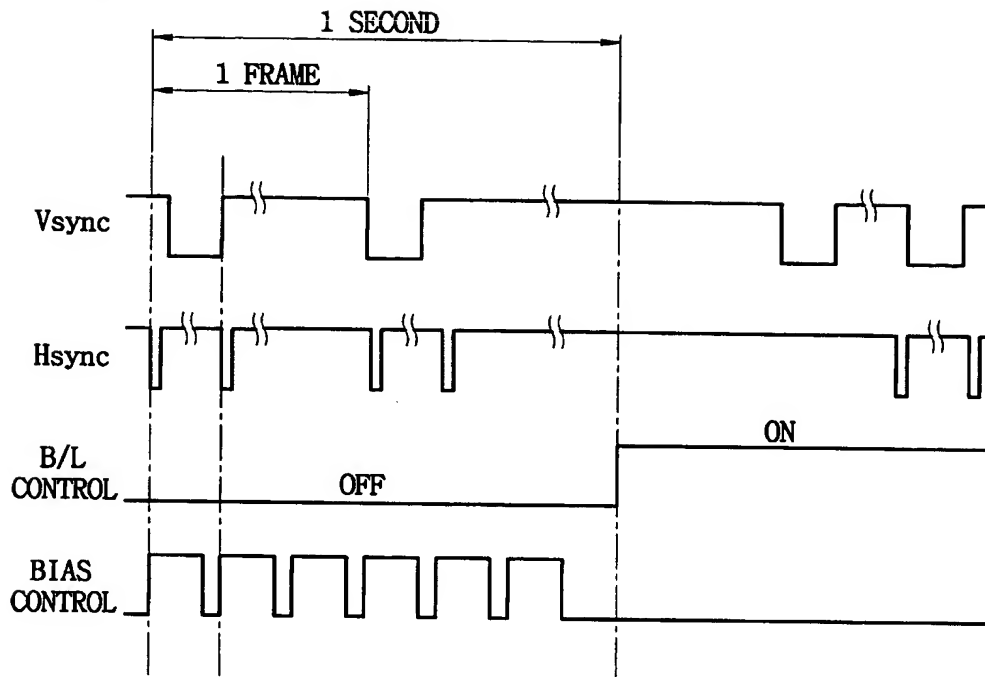 1 SECOND
1 FRAME
Vsync
Hsync
ON
B/L
CONTROL
OFF
BIAS
CONTROL